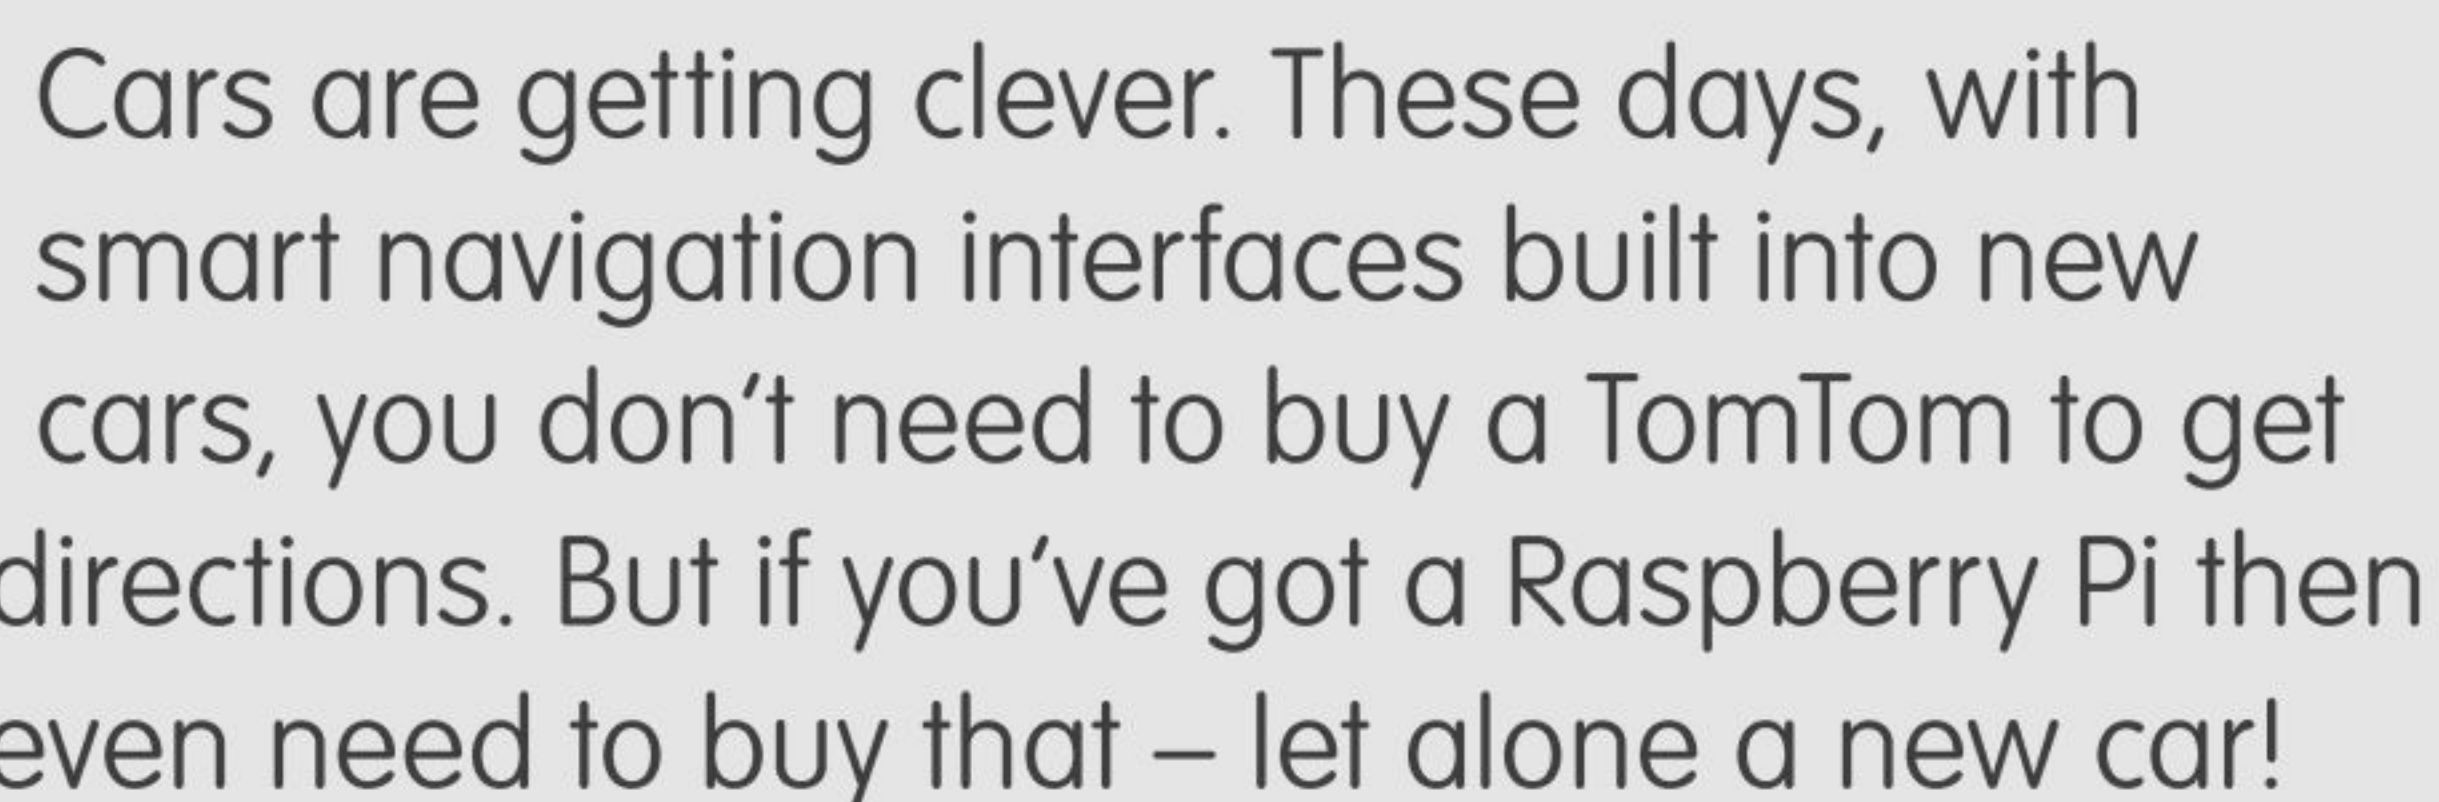 Cars are getting clever. These days, with
smart navigation interfaces built into new
cars, you don’t need to buy a TomTom to get
directions. But if you’ve got a Raspberry Pi then
even need to buy that – let alone a new car!